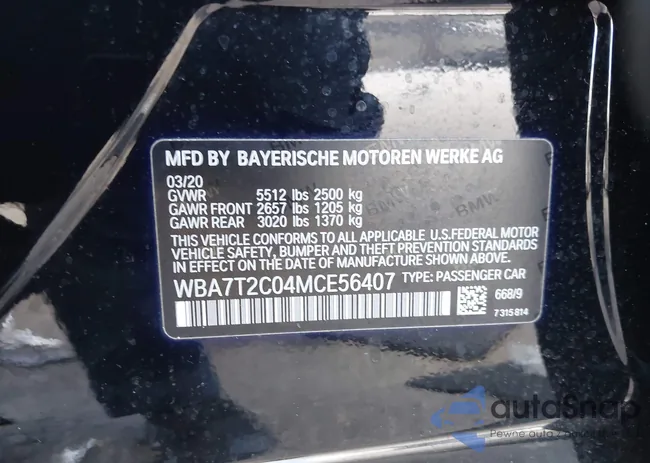 MFD BY BAYERISCHE MOTOREN WERKE AG
03/20
GVWR 5512 lbs 2500 kg
GAWR FRONT 2657 lbs 1205 kg
GAWR REAR 3020 lbs 1370 kg
THIS VEHICLE CONFORMS TO ALL APPLICABLE U.S.FEDERAL MOTOR
VEHICLE SAFETY, BUMPER AND THEFT PREVENTION STANDARDS
IN EFFECT ON THE DATE OF MANUFACTURE SHOWN ABOVE.
WBA7T2C04MCE56407 TYPE: PASSENGER CAR
668/9
7315814
autoSnap
Pewne auto